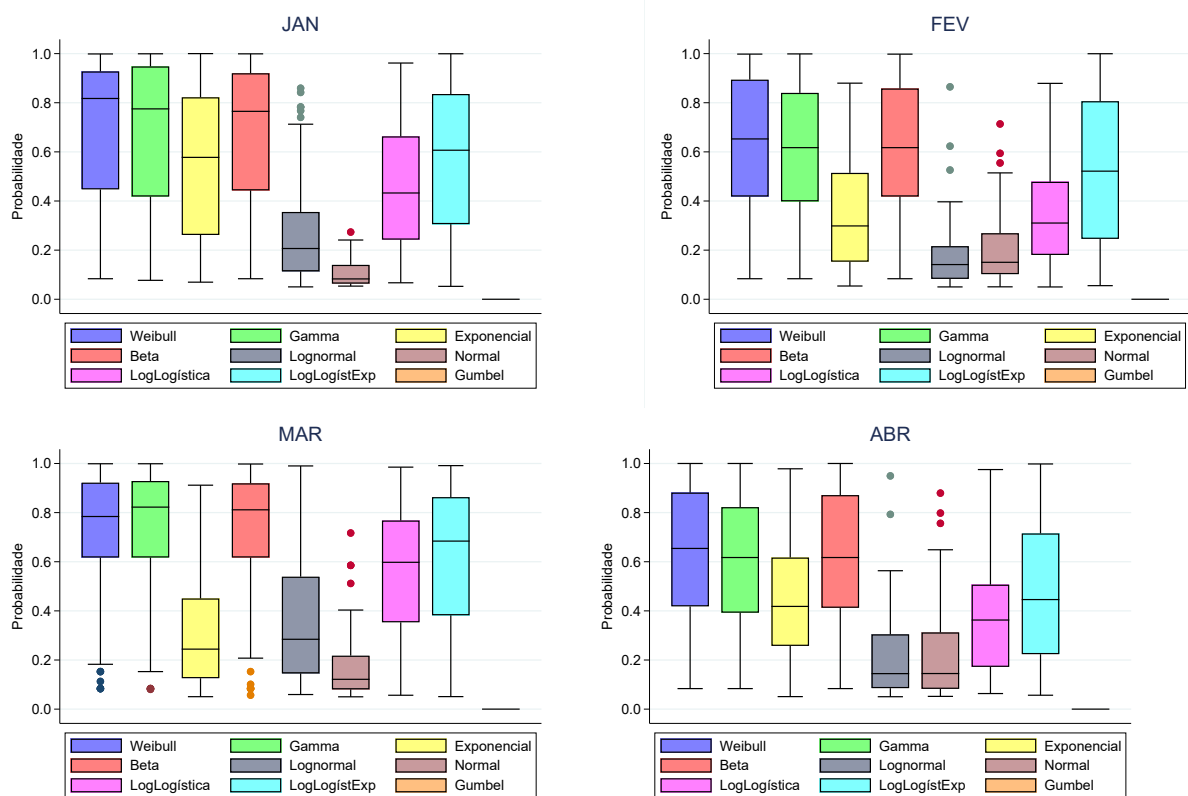 JAN
Probabilidade
1.0
0.8
0.6
0.4
0.2
0.0
Weibull Gamma Exponencial
Beta Lognormal Normal
LogLogística LogLogístExp Gumbel
FEV
Probabilidade
1.0
0.8
0.6
0.4
0.2
0.0
Weibull Gamma Exponencial
Beta Lognormal Normal
LogLogística LogLogístExp Gumbel
MAR
Probabilidade
1.0
0.8
0.6
0.4
0.2
0.0
Weibull Gamma Exponencial
Beta Lognormal Normal
LogLogística LogLogístExp Gumbel
ABR
Probabilidade
1.0
0.8
0.6
0.4
0.2
0.0
Weibull Gamma Exponencial
Beta Lognormal Normal
LogLogística LogLogístExp Gumbel